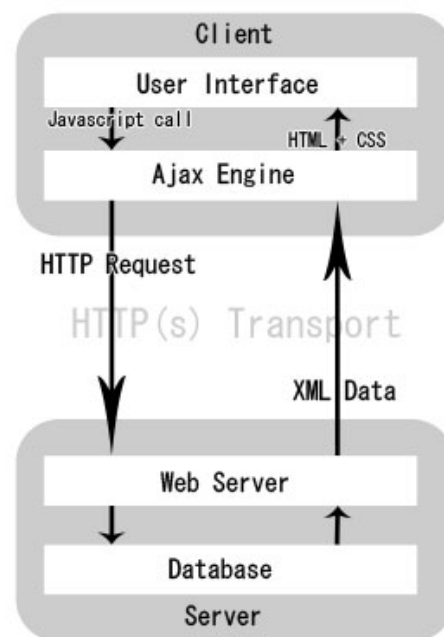 Client
User Interface
Javascript call
HTML + CSS
Ajax Engine
HTTP Request
HTTP(s) Transport
XML Data
Web Server
Database
Server